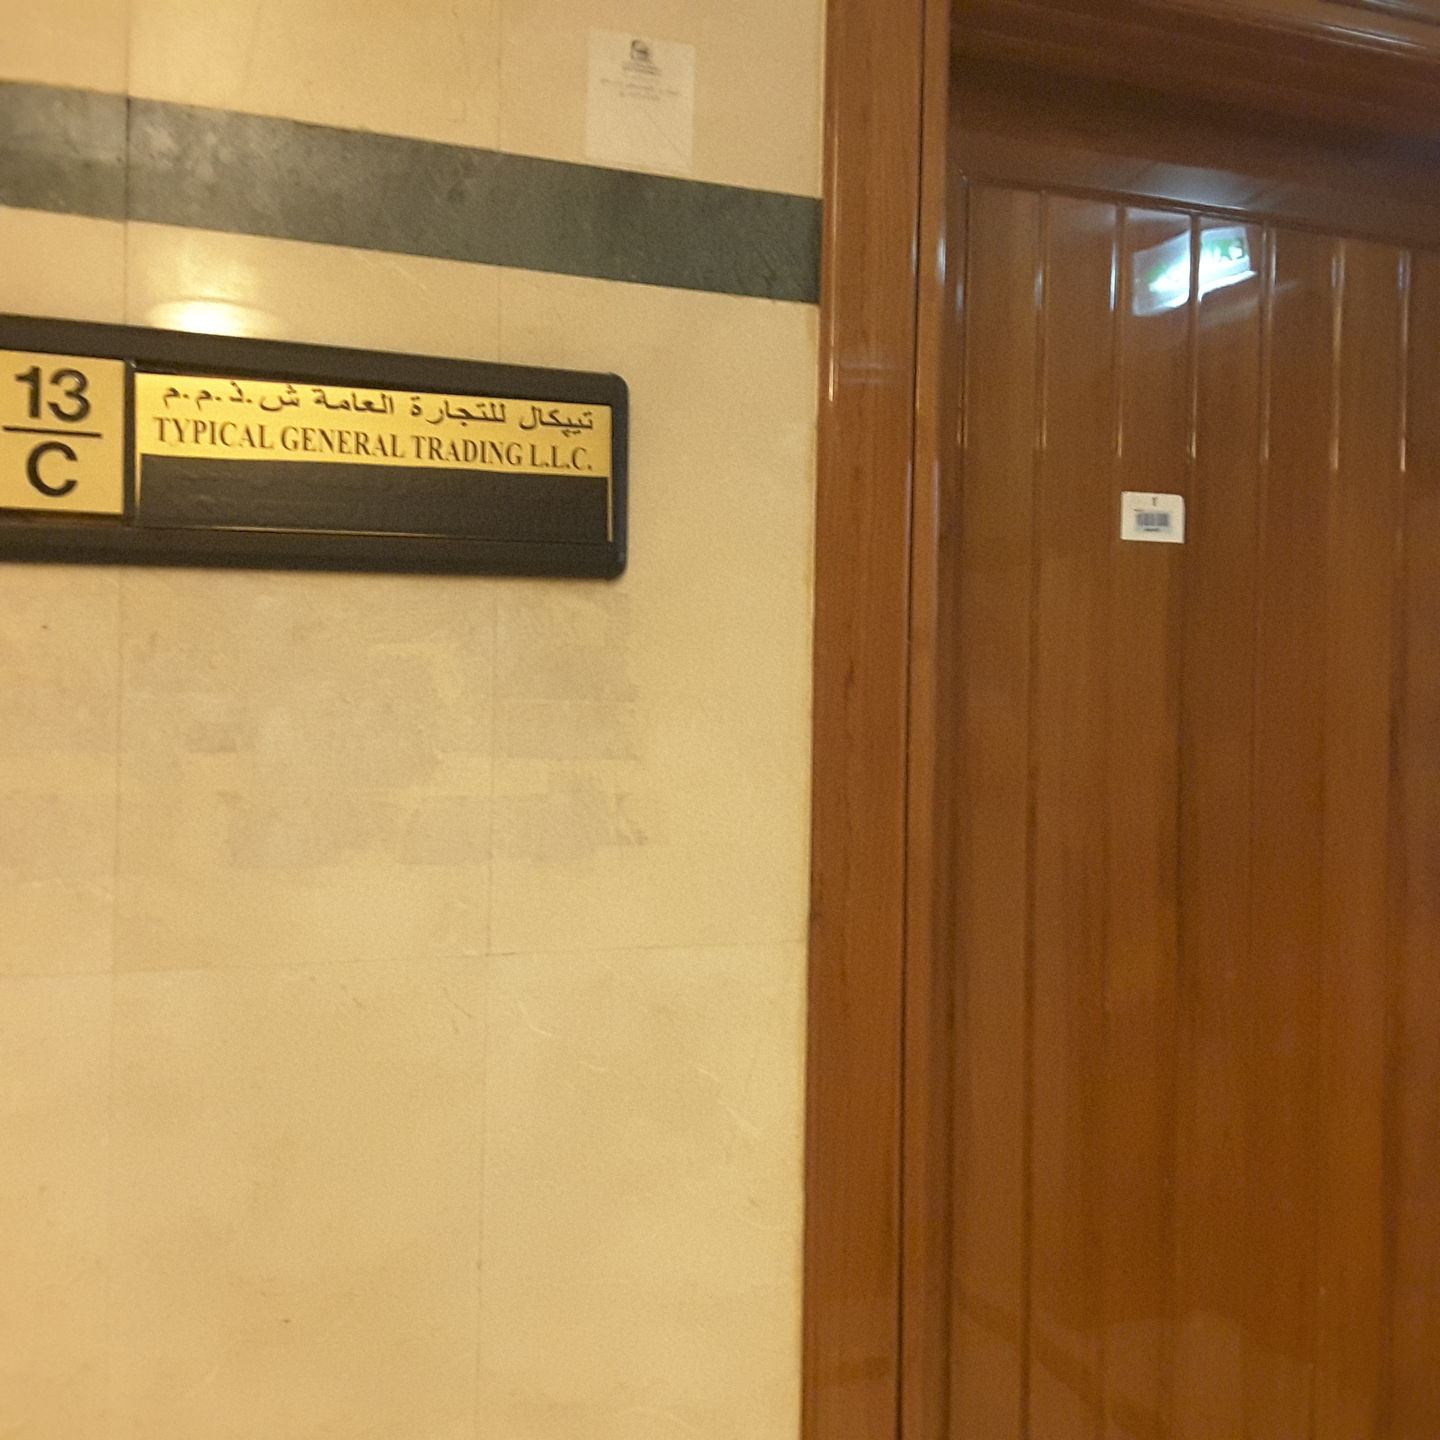 13
C
تيبكال للتجارة العامة ش.ذ.م.م
TYPICAL GENERAL TRADING L.L.C.